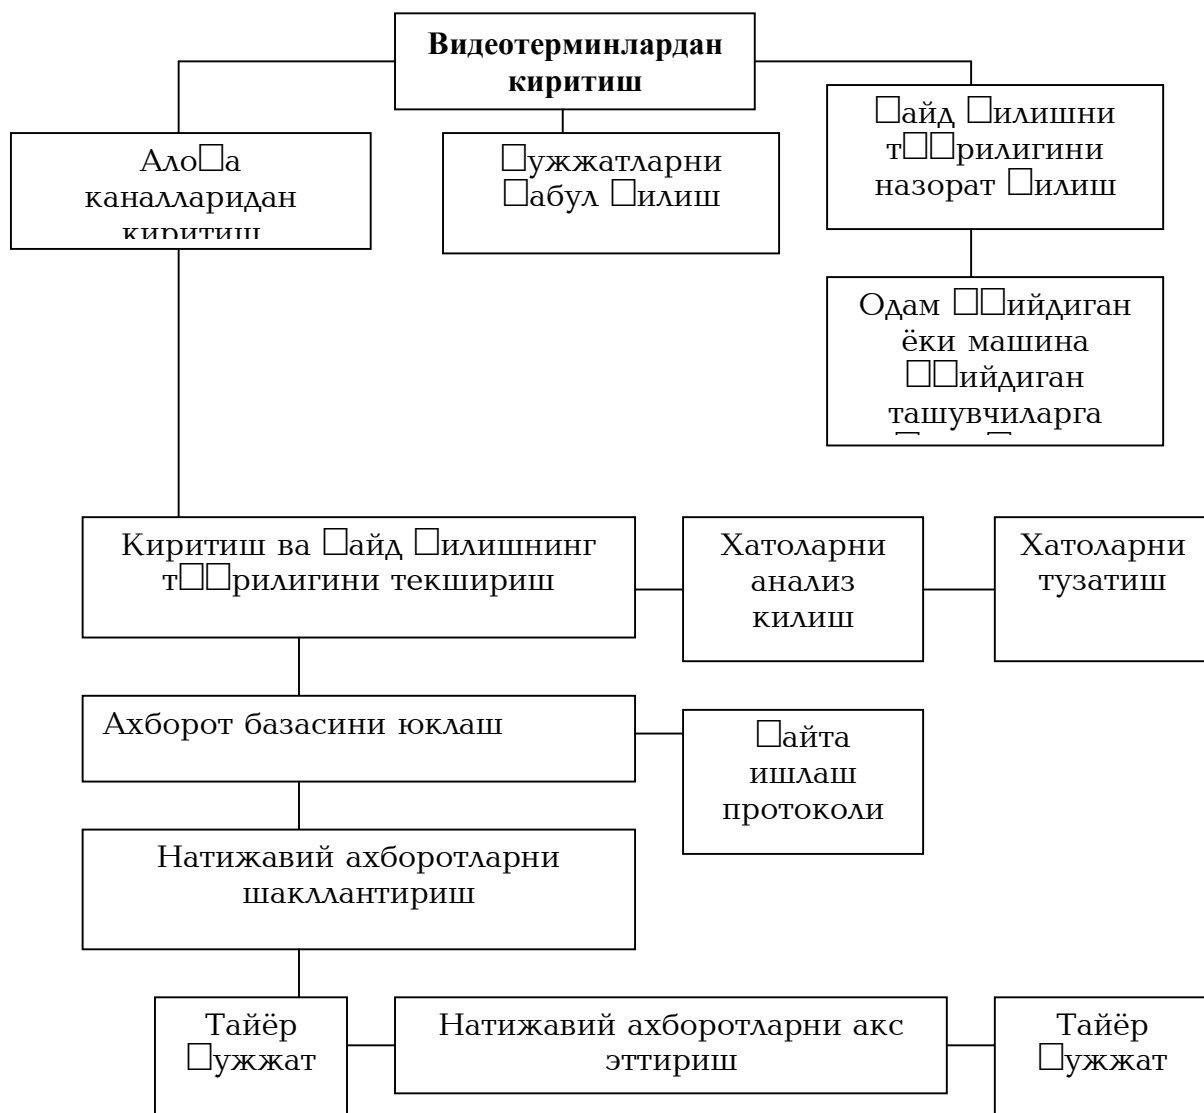 Видеотерминлардан
киритиш
Ало□а
каналларидан
киритиш
□ужжатларни
□абул □илиш
□айд □илишни
т□□рилигини
назорат □илиш
Одам □□ийдиган
ёки машина
□□ийдиган
ташувчиларга
Киритиш ва □айд □илишнинг
т□□рилигини текшириш
Хатоларни
анализ
килиш
Хатоларни
тузатиш
Ахборот базасини юклаш
□айта
ишлаш
протоколи
Натижавий ахборотларни
шакллантириш
Тайёр
□ужжат
Натижавий ахборотларни акс
эттириш
Тайёр
□ужжат